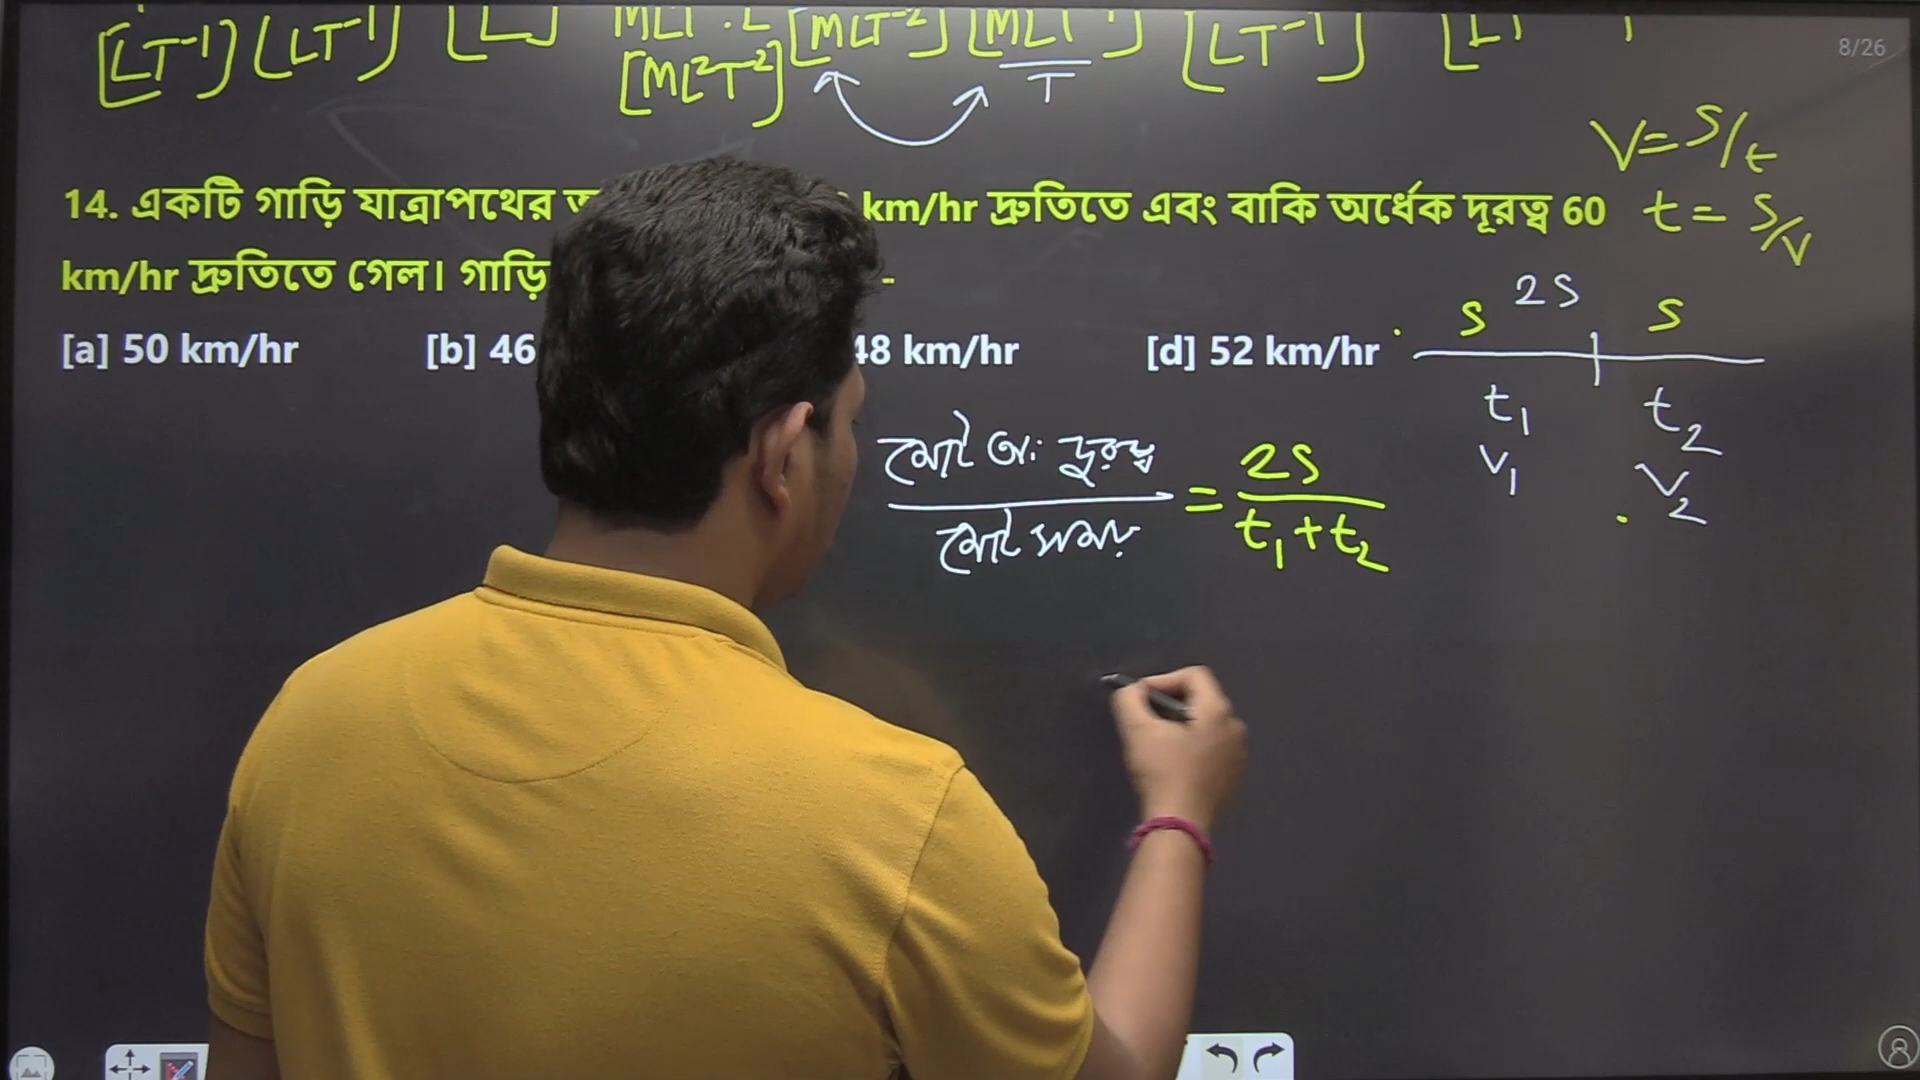 [LT⁻¹] [LT⁻¹] [L] [ML²T⁻²] [MLT⁻²] [LT⁻¹]
T
8/26
V = S/t
t = S/V
14. একটি গাড়ি যাত্রাপথের km/hr দ্রুতিতে এবং বাকি অর্ধেক দূরত্ব 60
km/hr দ্রুতিতে গেল। গাড়ি -
[a] 50 km/hr [b] 46 48 km/hr [d] 52 km/hr
2S
S S
t₁ t₂
V₁ V₂
মোট অঃ দূরত্ব = 2S
মোট সময় t₁+t₂